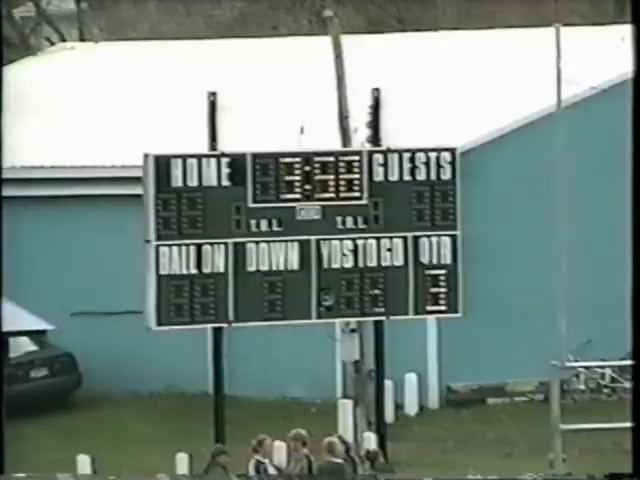 HOME GUESTS
T.O.L. T.O.L.
BALL ON DOWN YDS TO GO QTR